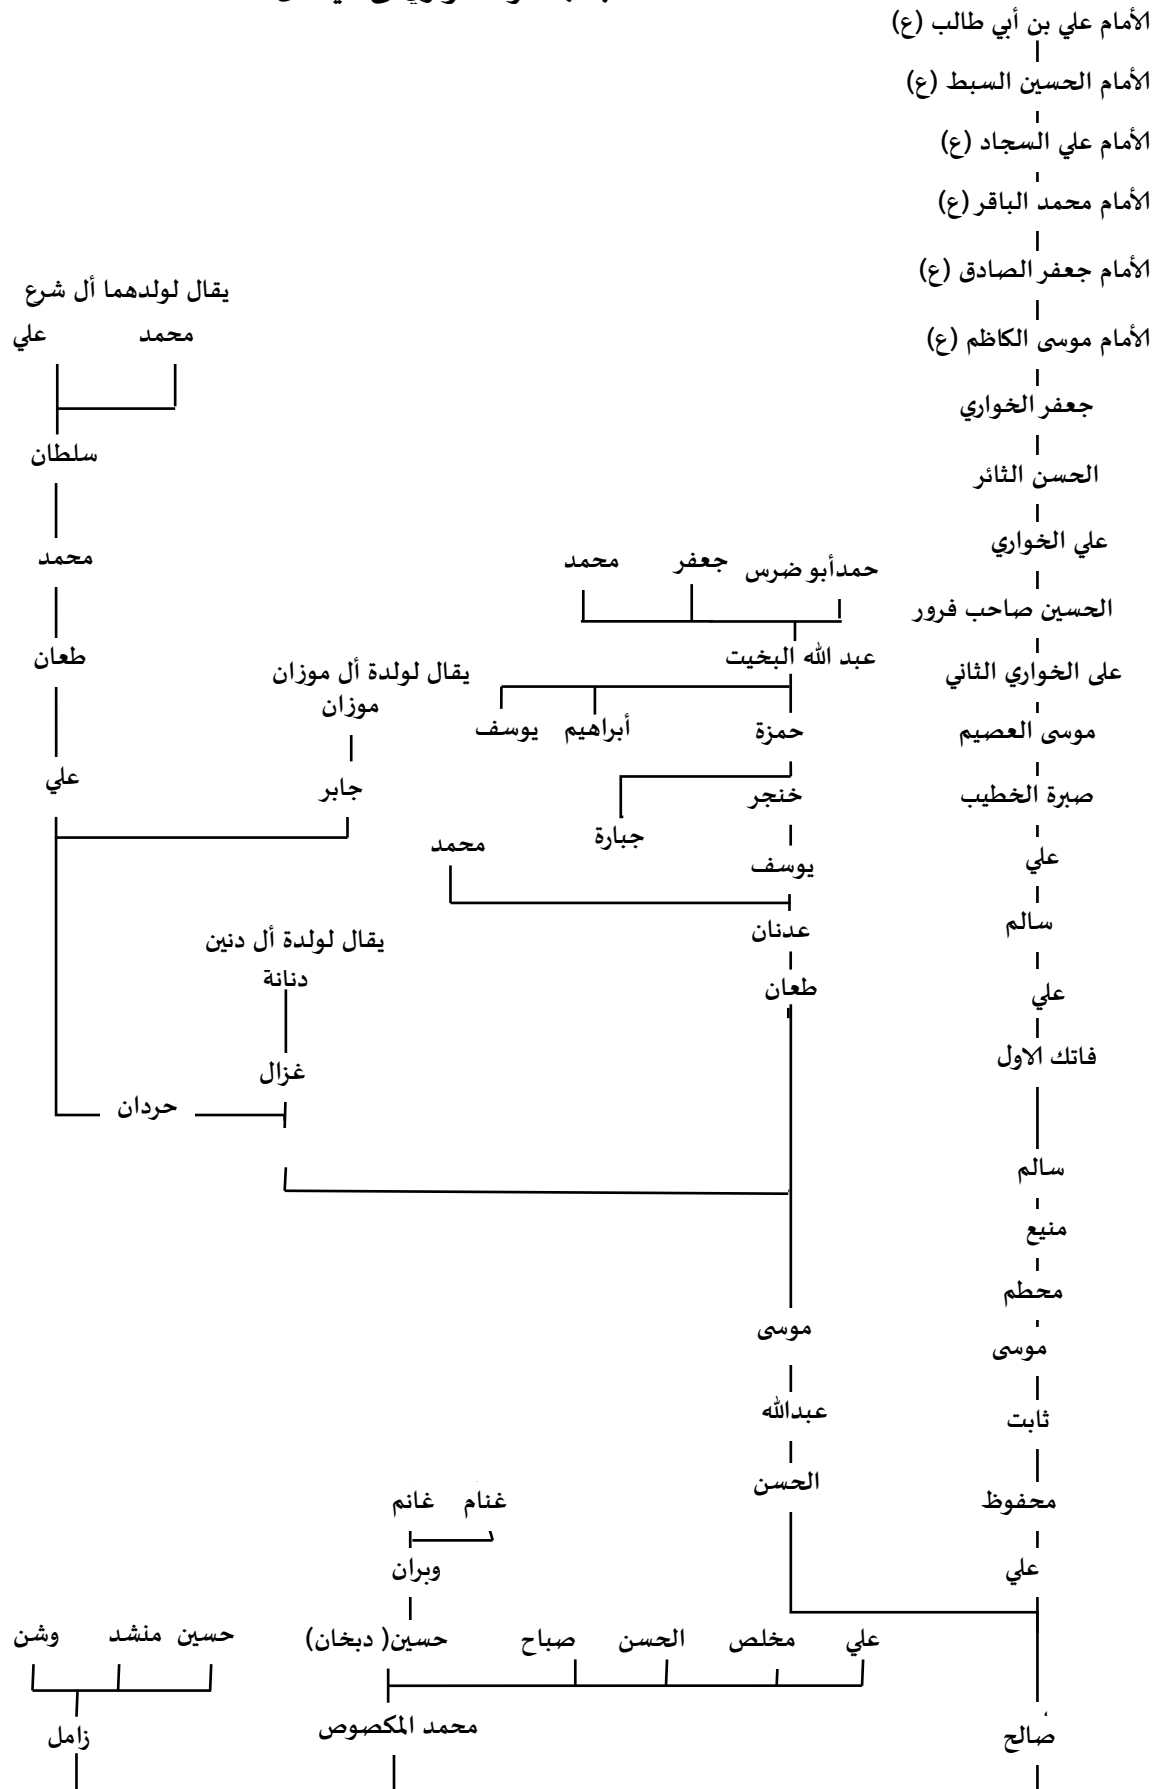 الأمام علي بن أبي طالب (ع)
الأمام الحسين السبط (ع)
الأمام علي السجاد (ع)
الأمام محمد الباقر (ع)
الأمام جعفر الصادق (ع)
الأمام موسى الكاظم (ع)
جعفر الخواري
الحسن الثائر
علي الخواري
الحسين صاحب فرور
على الخواري الثاني
موسى العصيم
صبرة الخطيب
علي
سالم
علي
فاتك الاول
سالم
منيع
محطم
موسى
ثابت
محفوظ
علي
صالح
حمدأبو ضرس
جعفر
محمد
عبد الله البخيت
حمزة
أبراهيم
يوسف
خنجر
جبارة
يوسف
محمد
عدنان
طعان
موسى
عبدالله
الحسن
يقال لولدهما أل شرع
محمد
علي
سلطان
محمد
طعان
علي
يقال لولدة أل موزان
موزان
جابر
يقال لولدة أل دنين
دنانة
غزال
حردان
غنام
غانم
وبران
علي
مخلص
الحسن
صباح
حسين( دبخان)
محمد المكصوص
حسين
منشد
وشن
زامل